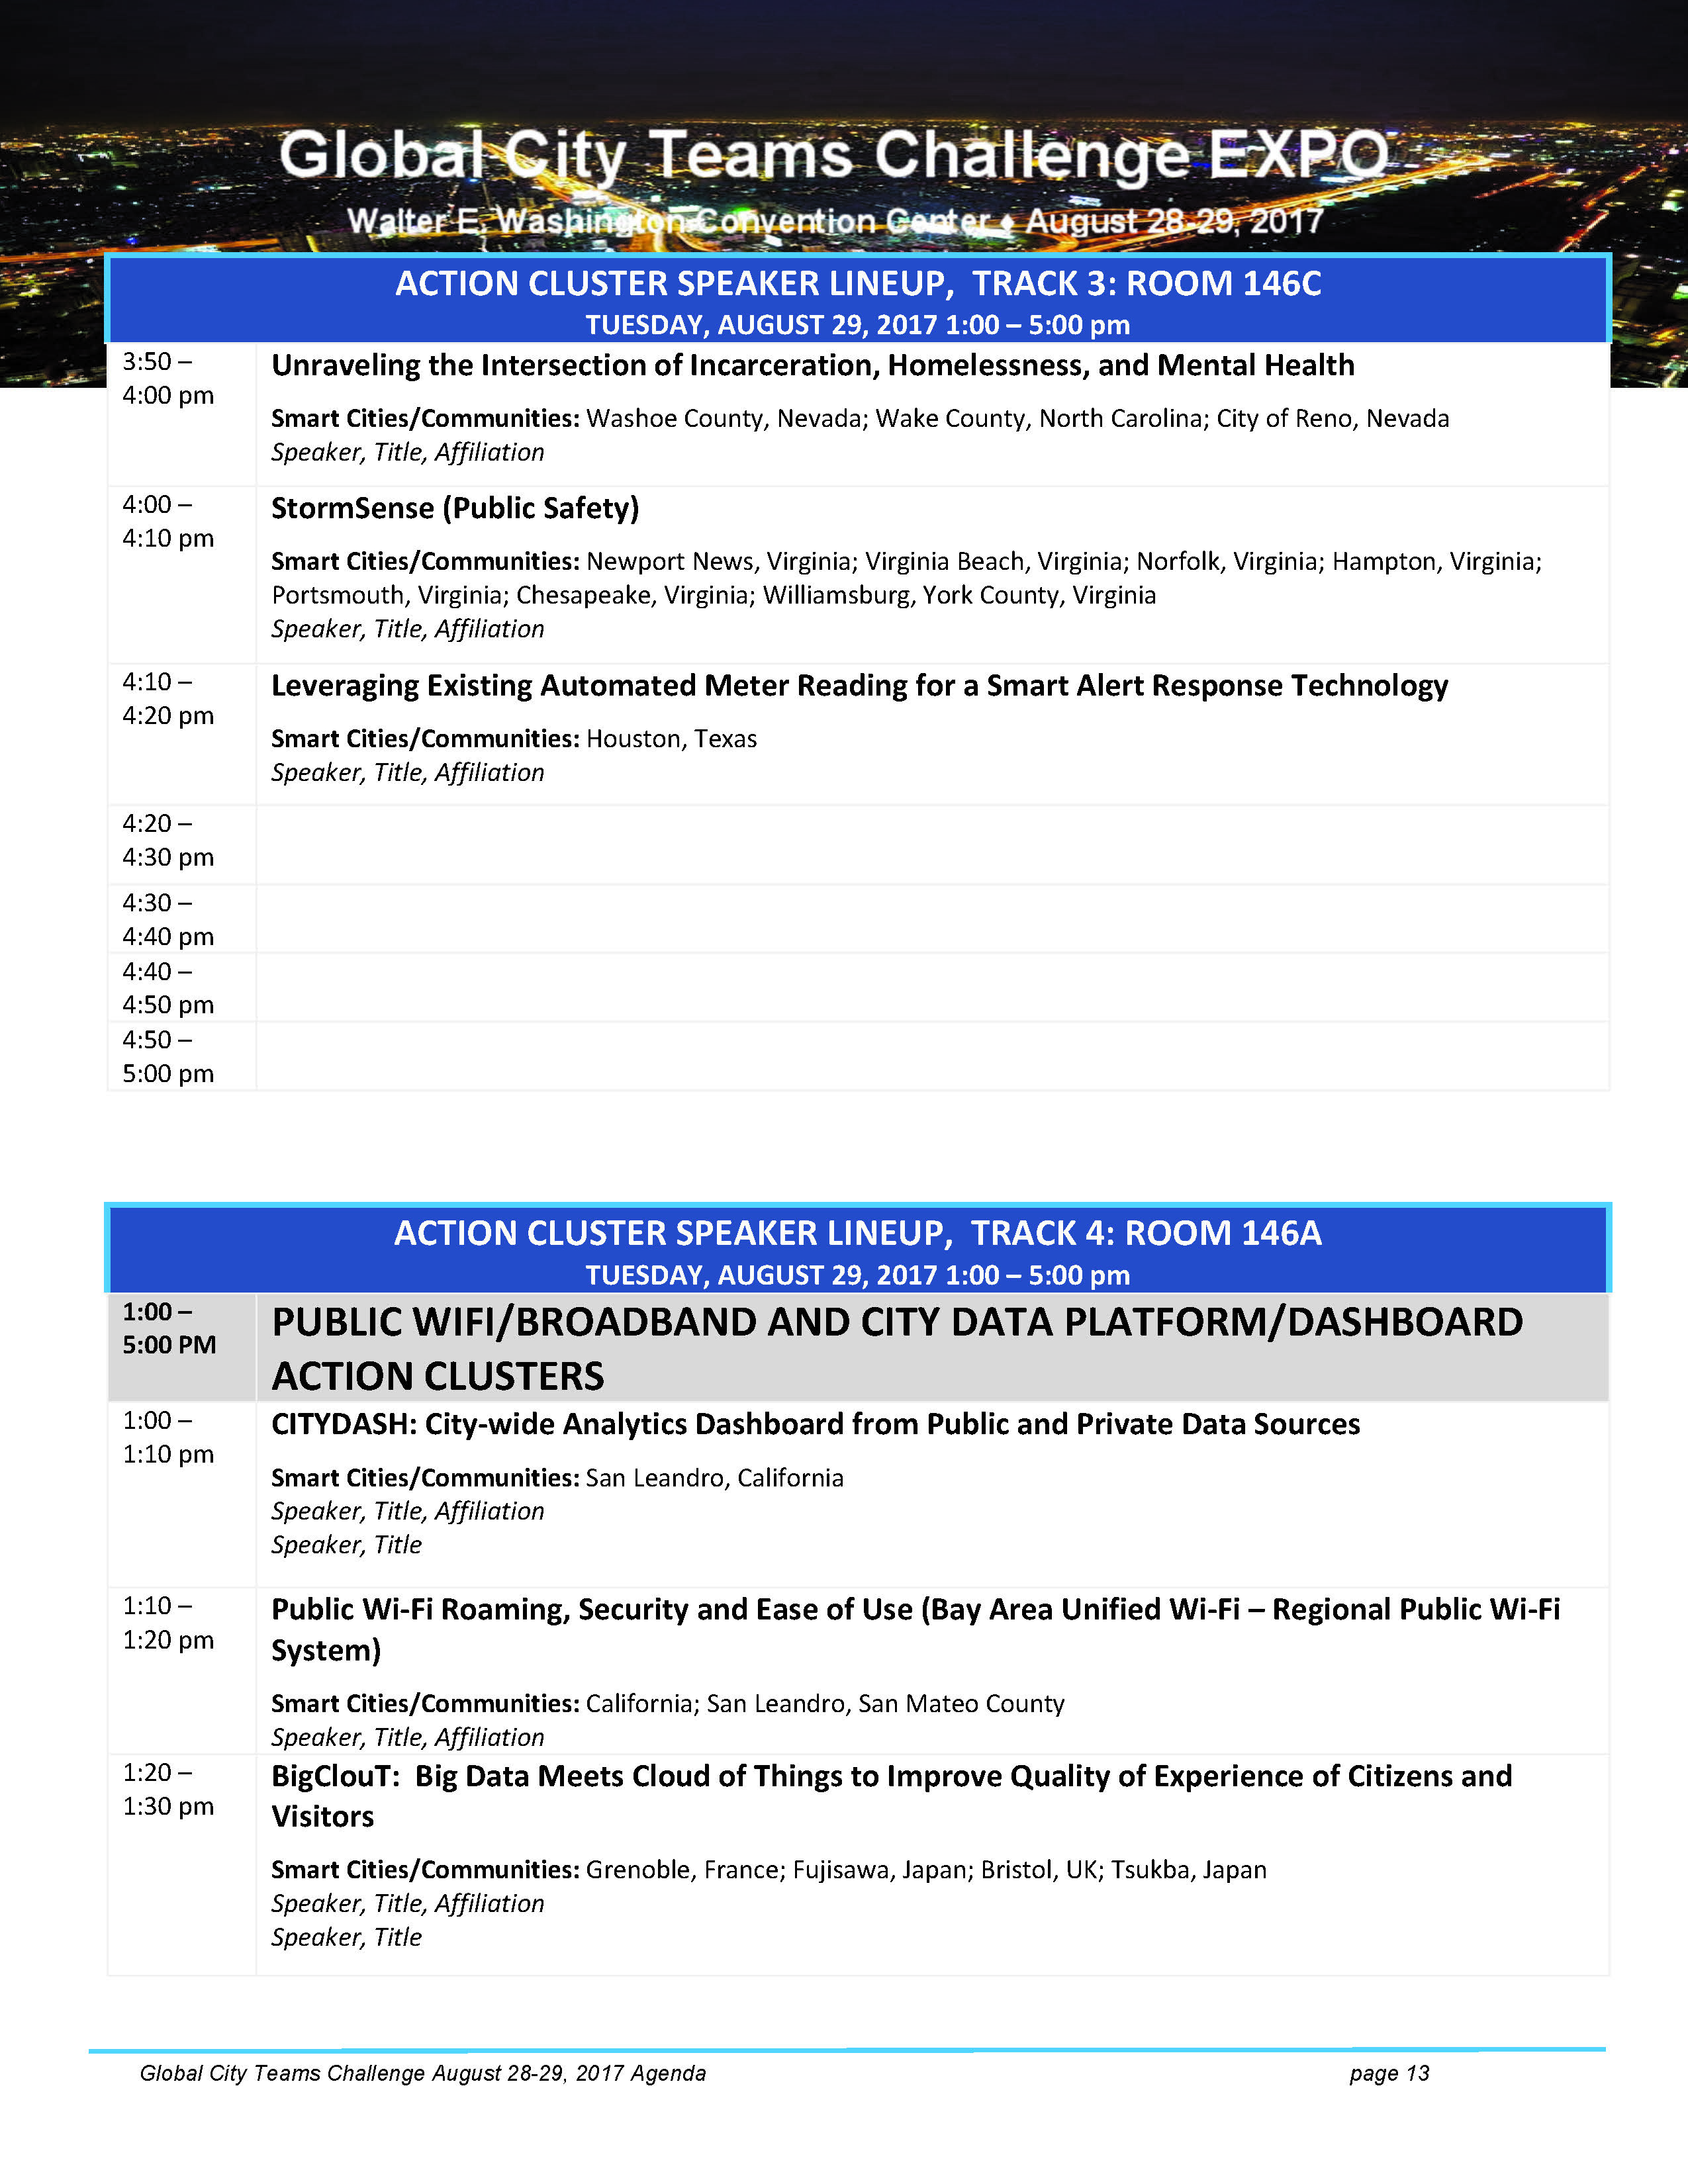 Global City Teams Challenge EXPO
Walter E. Washington Convention Center ♦ August 28-29, 2017
ACTION CLUSTER SPEAKER LINEUP,  TRACK 3: ROOM 146C
TUESDAY, AUGUST 29, 2017 1:00 – 5:00 pm
3:50 –
4:00 pm
Unraveling the Intersection of Incarceration, Homelessness, and Mental Health
Smart Cities/Communities: Washoe County, Nevada; Wake County, North Carolina; City of Reno, Nevada
Speaker, Title, Affiliation
4:00 –
4:10 pm
StormSense (Public Safety)
Smart Cities/Communities: Newport News, Virginia; Virginia Beach, Virginia; Norfolk, Virginia; Hampton, Virginia;
Portsmouth, Virginia; Chesapeake, Virginia; Williamsburg, York County, Virginia
Speaker, Title, Affiliation
4:10 –
4:20 pm
Leveraging Existing Automated Meter Reading for a Smart Alert Response Technology
Smart Cities/Communities: Houston, Texas
Speaker, Title, Affiliation
4:20 –
4:30 pm
4:30 –
4:40 pm
4:40 –
4:50 pm
4:50 –
5:00 pm
ACTION CLUSTER SPEAKER LINEUP,  TRACK 4: ROOM 146A
TUESDAY, AUGUST 29, 2017 1:00 – 5:00 pm
1:00 –
5:00 PM
PUBLIC WIFI/BROADBAND AND CITY DATA PLATFORM/DASHBOARD
ACTION CLUSTERS
1:00 –
1:10 pm
CITYDASH: City-wide Analytics Dashboard from Public and Private Data Sources
Smart Cities/Communities: San Leandro, California
Speaker, Title, Affiliation
Speaker, Title
1:10 –
1:20 pm
Public Wi-Fi Roaming, Security and Ease of Use (Bay Area Unified Wi-Fi – Regional Public Wi-Fi
System)
Smart Cities/Communities: California; San Leandro, San Mateo County
Speaker, Title, Affiliation
1:20 –
1:30 pm
BigClouT:  Big Data Meets Cloud of Things to Improve Quality of Experience of Citizens and
Visitors
Smart Cities/Communities: Grenoble, France; Fujisawa, Japan; Bristol, UK; Tsukba, Japan
Speaker, Title, Affiliation
Speaker, Title
Global City Teams Challenge August 28-29, 2017 Agenda
page 13